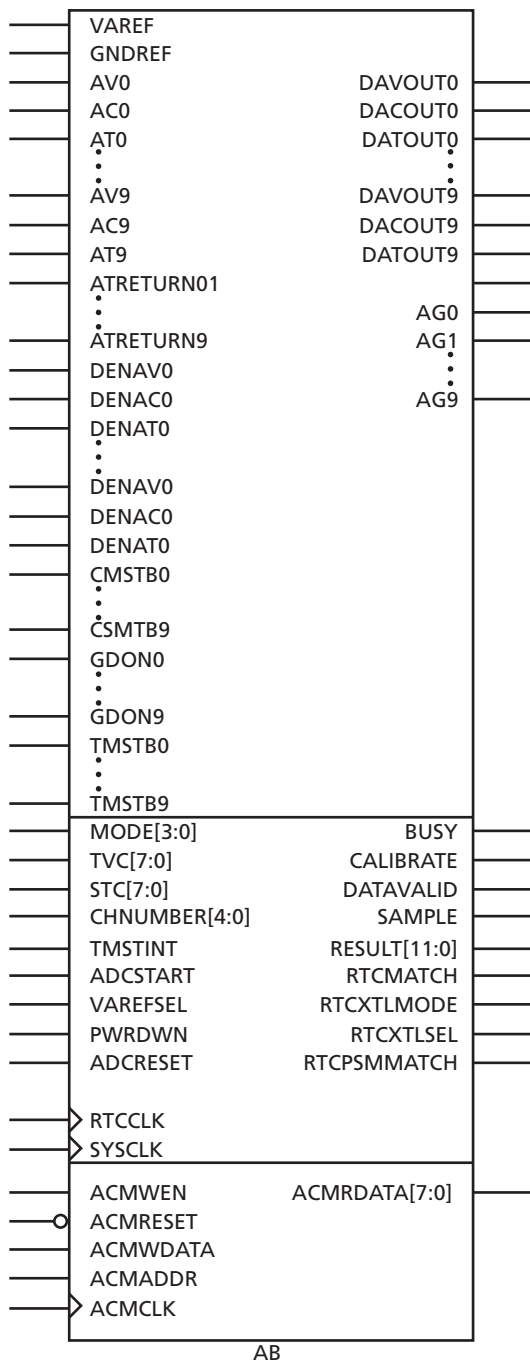 VAREF
GNDREF
AV0 DAVOUT0
AC0 DACOUT0
AT0 DATOUT0
AV9 DAVOUT9
AC9 DACOUT9
AT9 DATOUT9
ATRETURN01
AG0
ATRETURN9 AG1
DENAV0
DENAC0 AG9
DENAT0
DENAV0
DENAC0
DENAT0
CMSTB0
CSMTB9
GDON0
GDON9
TMSTB0
TMSTB9
MODE[3:0] BUSY
TVC[7:0] CALIBRATE
STC[7:0] DATAVALID
CHNUMBER[4:0] SAMPLE
TMSTINT RESULT[11:0]
ADCSTART RTCMATCH
VAREFSEL RTCXTLMODE
PWRDWN RTCXTLSEL
ADCRESET RTCPSMMATCH
RTCCLK
SYSCLK
ACMWEN ACMRDATA[7:0]
ACMRESET
ACMWDATA
ACMADDR
ACMCLK
AB